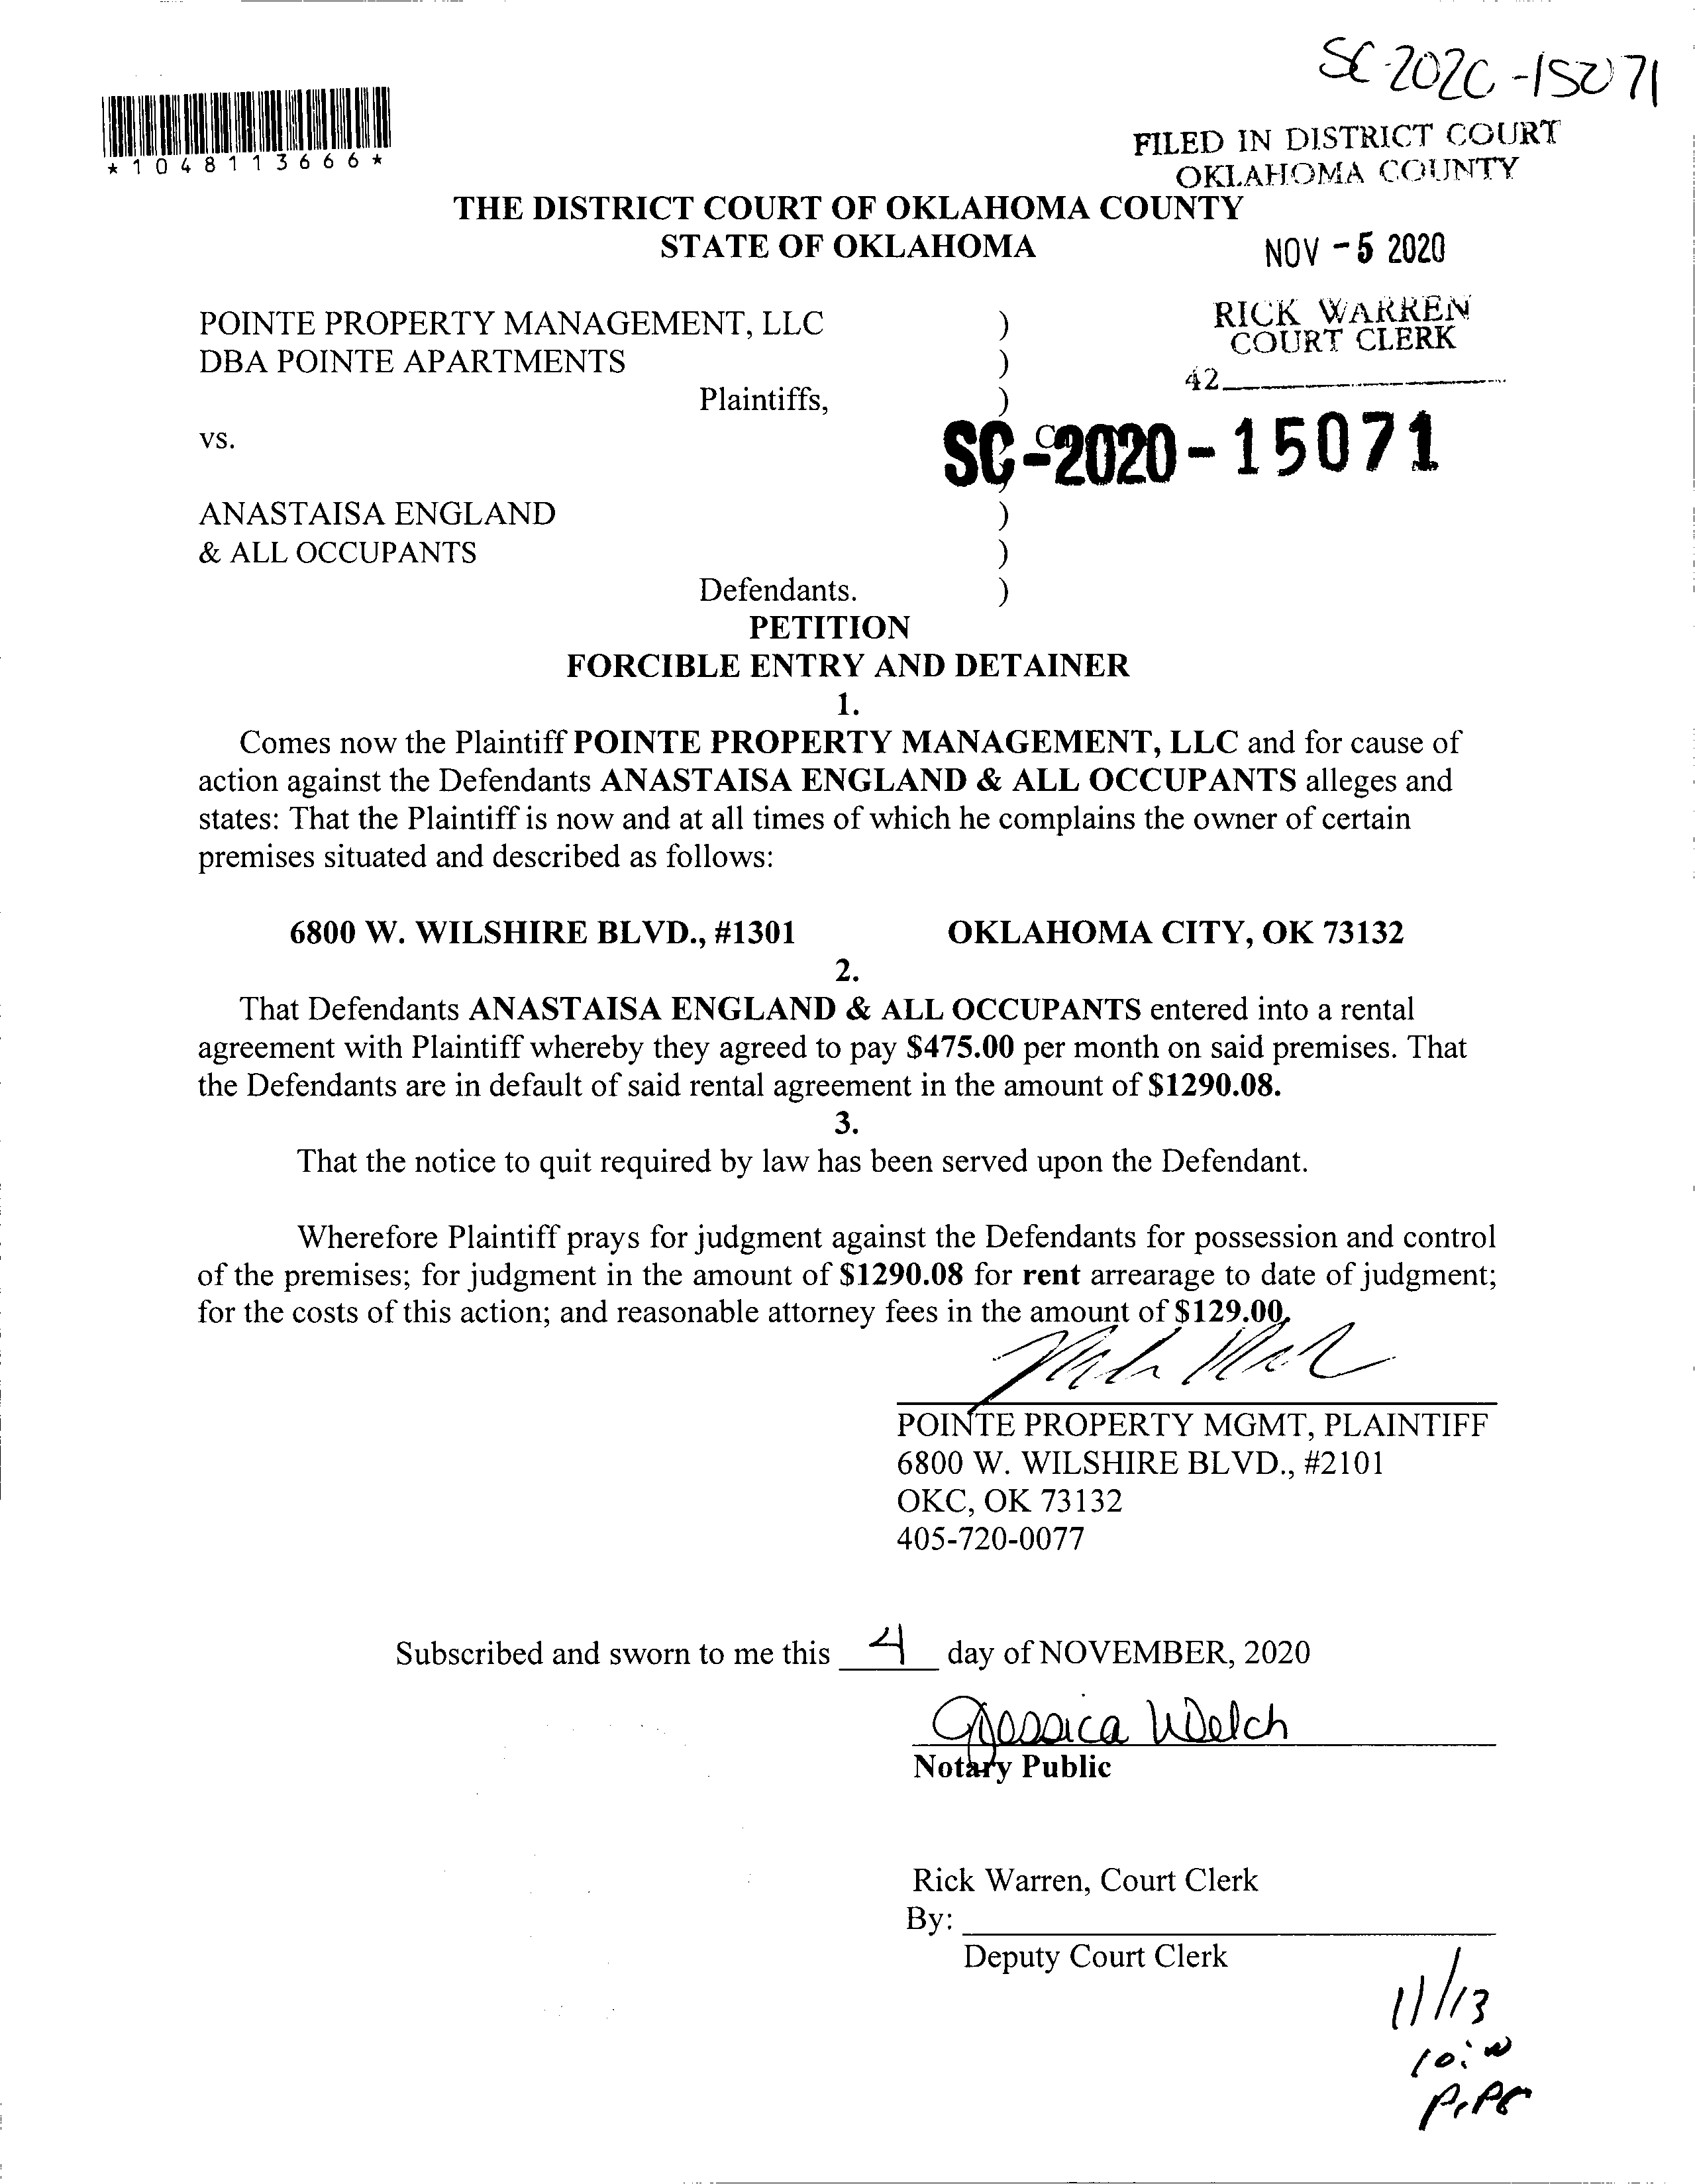 SC-2020-15071
*1048113666*
FILED IN DISTRICT COURT
OKLAHOMA COUNTY
THE DISTRICT COURT OF OKLAHOMA COUNTY
STATE OF OKLAHOMA
NOV -5 2020
POINTE PROPERTY MANAGEMENT, LLC )
DBA POINTE APARTMENTS )
Plaintiffs, )
RICK WARREN
COURT CLERK
42
vs.
SC-2020-15071
ANASTAISA ENGLAND )
& ALL OCCUPANTS )
Defendants. )
PETITION
FORCIBLE ENTRY AND DETAINER
1.
Comes now the Plaintiff POINTE PROPERTY MANAGEMENT, LLC and for cause of
action against the Defendants ANASTAISA ENGLAND & ALL OCCUPANTS alleges and
states: That the Plaintiff is now and at all times of which he complains the owner of certain
premises situated and described as follows:
6800 W. WILSHIRE BLVD., #1301 OKLAHOMA CITY, OK 73132
2.
That Defendants ANASTAISA ENGLAND & ALL OCCUPANTS entered into a rental
agreement with Plaintiff whereby they agreed to pay $475.00 per month on said premises. That
the Defendants are in default of said rental agreement in the amount of $1290.08.
3.
That the notice to quit required by law has been served upon the Defendant.
Wherefore Plaintiff prays for judgment against the Defendants for possession and control
of the premises; for judgment in the amount of $1290.08 for rent arrearage to date of judgment;
for the costs of this action; and reasonable attorney fees in the amount of $129.00.
POINTE PROPERTY MGMT, PLAINTIFF
6800 W. WILSHIRE BLVD., #2101
OKC, OK 73132
405-720-0077
Subscribed and sworn to me this 4 day of NOVEMBER, 2020
Jessica Welch
Notary Public
Rick Warren, Court Clerk
By:
Deputy Court Clerk
11/13